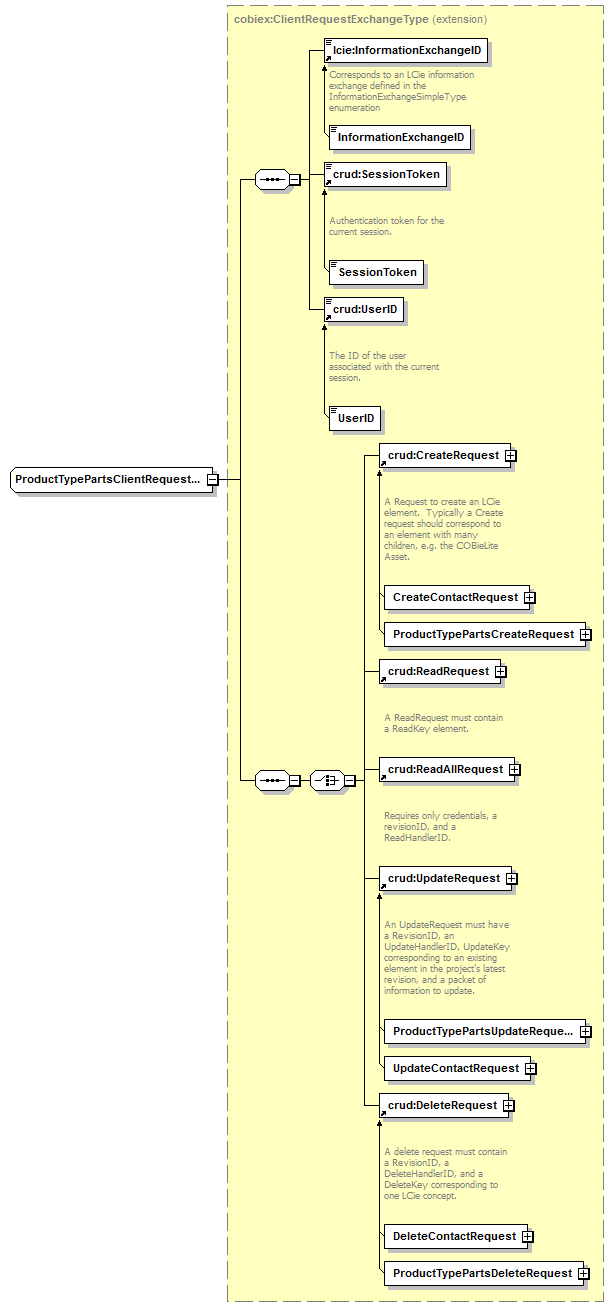 cobiex:ClientRequestExchangeType (extension)
lcie:InformationExchangeID
Corresponds to an LCie information
exchange defined in the
InformationExchangeSimpleType
enumeration
InformationExchangeID
crud:SessionToken
Authentication token for the
current session.
SessionToken
crud:UserID
The ID of the user
associated with the current
session.
UserID
ProductTypePartsClientRequest...
crud:CreateRequest
A Request to create an LCie
element.  Typically a Create
request should correspond to
an element with many
children, e.g. the COBieLite
Asset.
CreateContactRequest
ProductTypePartsCreateRequest
crud:ReadRequest
A ReadRequest must contain
a ReadKey element.
crud:ReadAllRequest
Requires only credentials, a
revisionID, and a
ReadHandlerID.
crud:UpdateRequest
An UpdateRequest must have
a RevisionID, an
UpdateHandlerID, UpdateKey
corresponding to an existing
element in the project's latest
revision, and a packet of
information to update.
ProductTypePartsUpdateReque...
UpdateContactRequest
crud:DeleteRequest
A delete request must contain
a RevisionID, a
DeleteHandlerID, and a
DeleteKey corresponding to
one LCie concept.
DeleteContactRequest
ProductTypePartsDeleteRequest